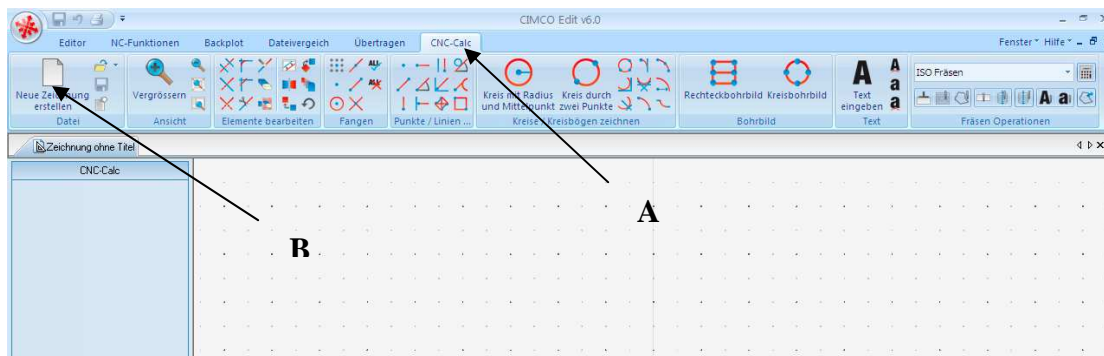 CIMCO Edit v6.0
Editor NC-Funktionen Backplot Dateivergeich Übertragen CNC-Calc Fenster Hilfe
ISO Fräsen
Neue Zeichnung erstellen
Vergrössern
Kreis mit Radius und Mittelpunkt
Kreis durch zwei Punkte
Rechteckbohrbild Kreisbohrbild
A Text eingeben
A
a
a
A a
Datei Ansicht Elemente bearbeiten Fangen Punkte / Linien ... Kreise / Kreisbögen zeichnen Bohrbild Text Fräsen Operationen
Zeichnung ohne Titel
CNC-Calc
A
B